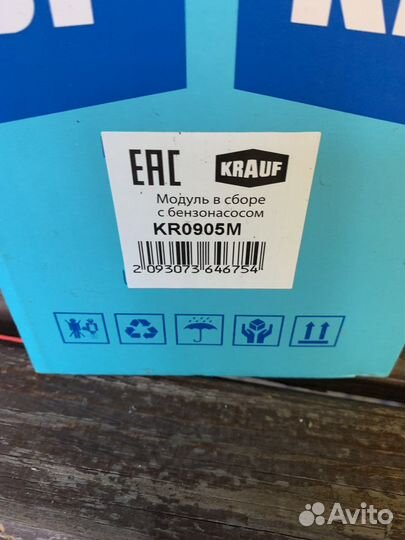 EAC KRAUF
Модуль в сборе
с бензонасосом
KR0905M
2 093073 646754
Avito